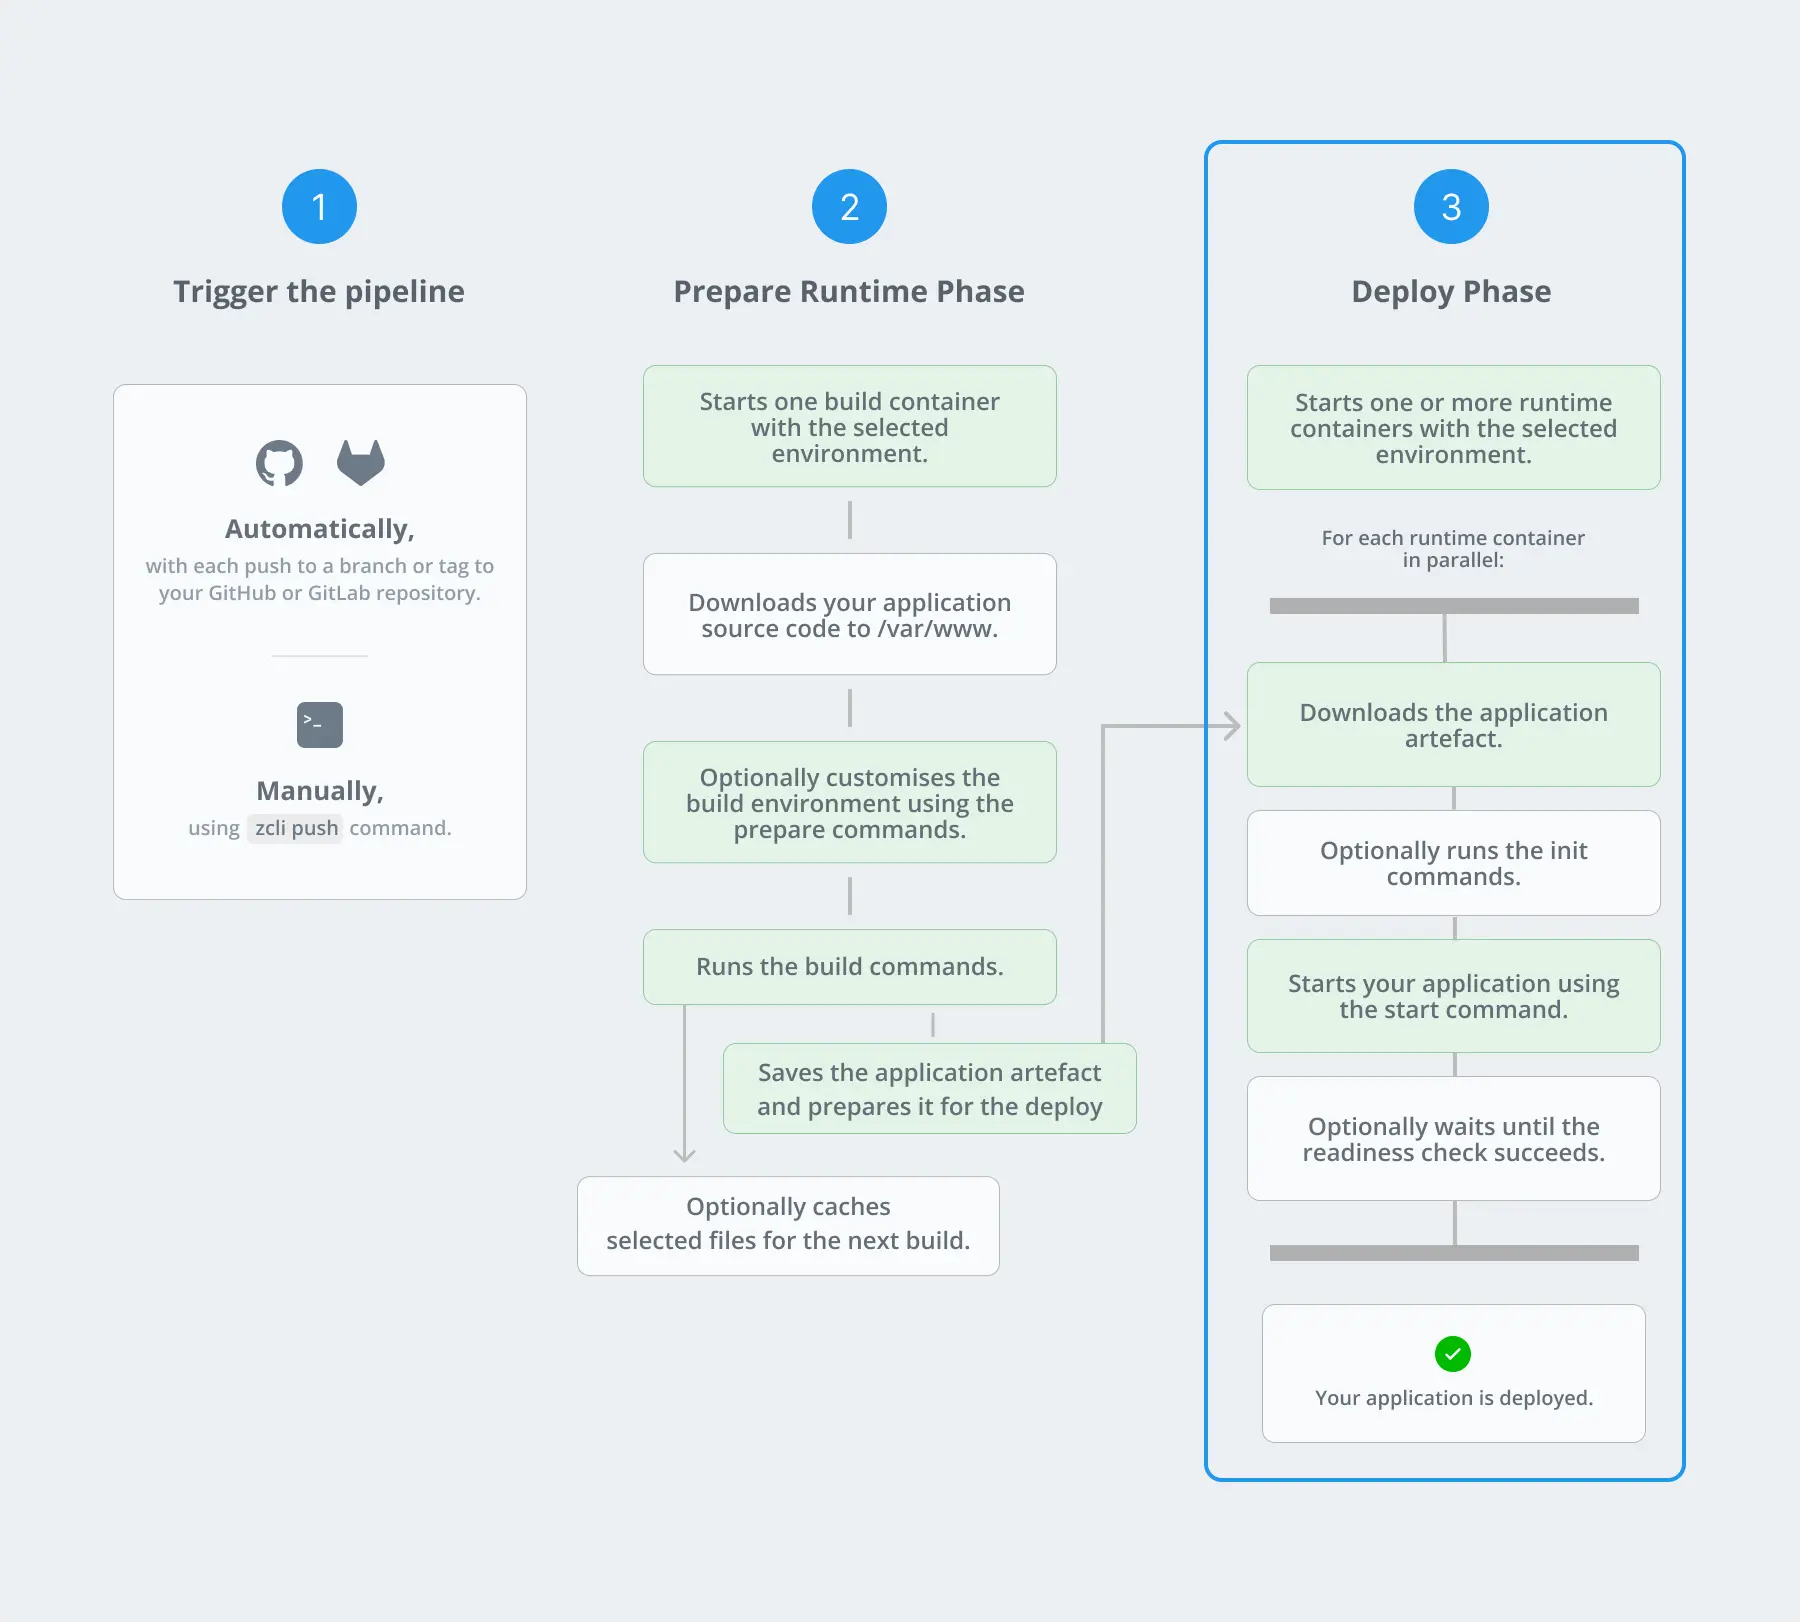 1
Trigger the pipeline
Automatically,
with each push to a branch or tag to
your GitHub or GitLab repository.
>_
Manually,
using zcli push command.
2
Prepare Runtime Phase
Starts one build container
with the selected
environment.
Downloads your application
source code to /var/www.
Optionally customises the
build environment using the
prepare commands.
Runs the build commands.
Saves the application artefact
and prepares it for the deploy
Optionally caches
selected files for the next build.
3
Deploy Phase
Starts one or more runtime
containers with the selected
environment.
For each runtime container
in parallel:
Downloads the application
artefact.
Optionally runs the init
commands.
Starts your application using
the start command.
Optionally waits until the
readiness check succeeds.
Your application is deployed.